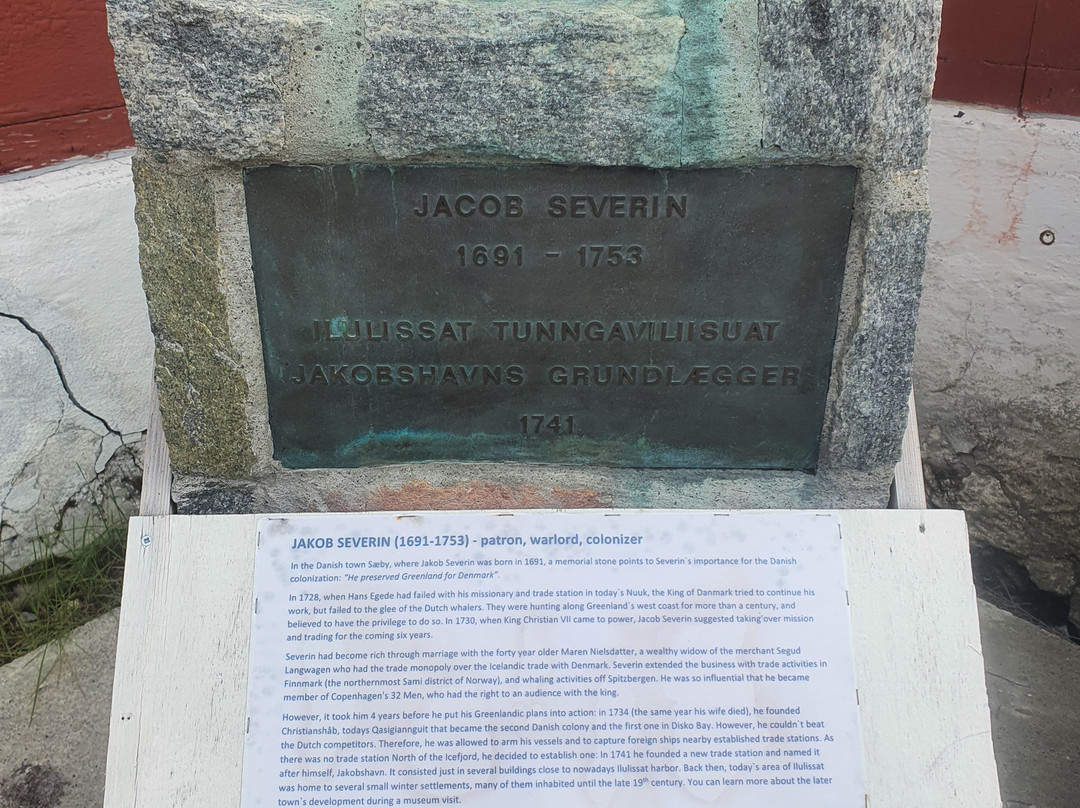 JACOB SEVERIN
1691 - 1753
ILULISSAT TUNNGAVILIISUAT
JAKOBSHAVNS GRUNDLÆGGER
1741
JAKOB SEVERIN (1691-1753) - patron, warlord, colonizer
In the Danish town Sæby, where Jakob Severin was born in 1691, a memorial stone points to Severin`s importance for the Danish
colonization: "He preserved Greenland for Denmark".
In 1728, when Hans Egede had failed with his missionary and trade station in today`s Nuuk, the King of Danmark tried to continue his
work, but failed to the glee of the Dutch whalers. They were hunting along Greenland`s west coast for more than a century, and
believed to have the privilege to do so. In 1730, when King Christian VII came to power, Jacob Severin suggested taking over mission
and trading for the coming six years.
Severin had become rich through marriage with the forty year older Maren Nielsdatter, a wealthy widow of the merchant Segud
Langwagen who had the trade monopoly over the Icelandic trade with Denmark. Severin extended the business with trade activities in
Finnmark (the northernmost Sami district of Norway), and whaling activities off Spitzbergen. He was so influential that he became
member of Copenhagen's 32 Men, who had the right to an audience with the king.
However, it took him 4 years before he put his Greenlandic plans into action: in 1734 (the same year his wife died), he founded
Christianshåb, todays Qasigiannguit that became the second Danish colony and the first one in Disko Bay. However, he couldn`t beat
the Dutch competitors. Therefore, he was allowed to arm his vessels and to capture foreign ships nearby established trade stations. As
there was no trade station North of the Icefjord, he decided to establish one: In 1741 he founded a new trade station and named it
after himself, Jakobshavn. It consisted just in several buildings close to nowadays Ilulissat harbor. Back then, today`s area of Ilulissat
was home to several small winter settlements, many of them inhabited until the late 19th century. You can learn more about the later
town`s development during a museum visit.